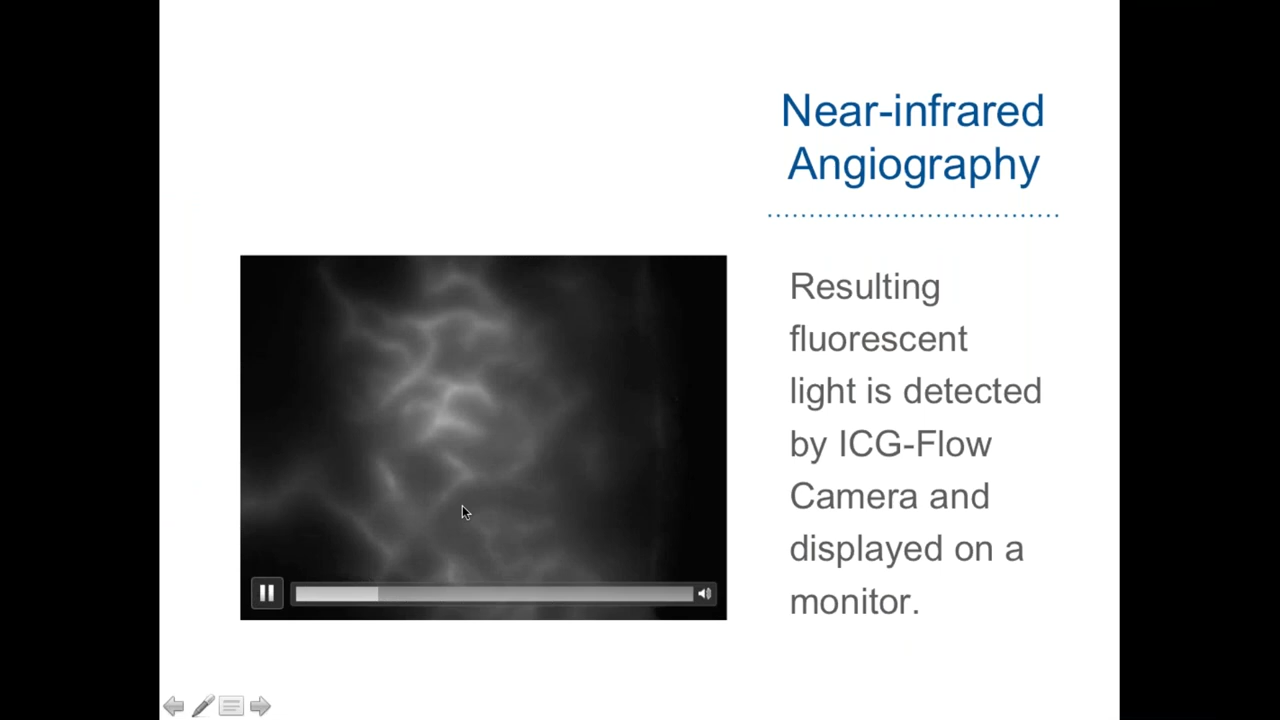 Near-infrared
Angiography
Resulting
fluorescent
light is detected
by ICG-Flow
Camera and
displayed on a
monitor.